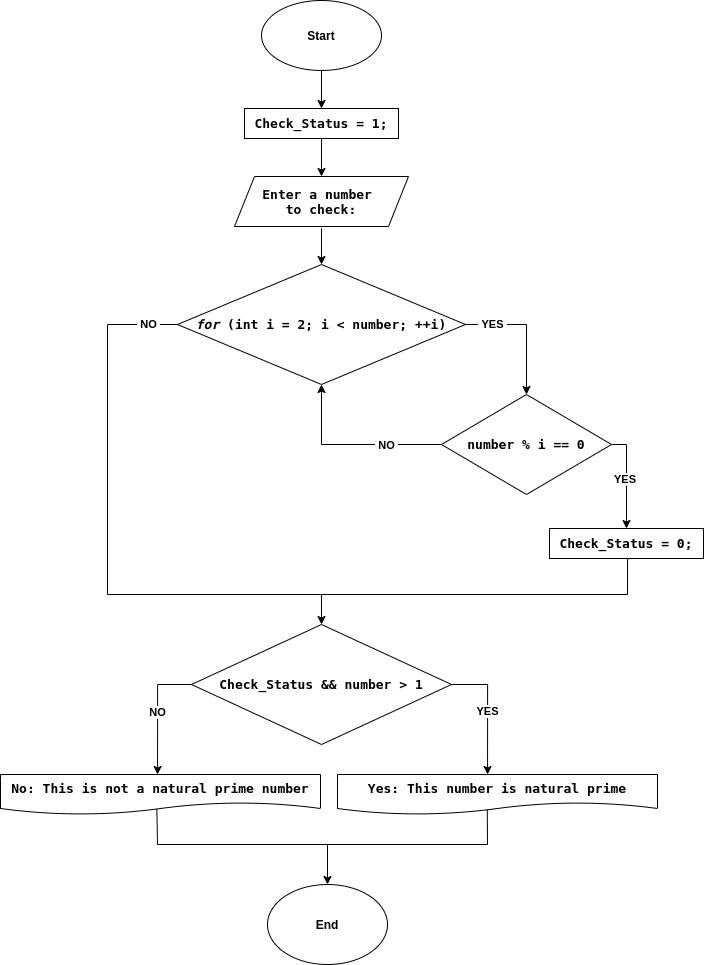 Start
Check_Status = 1;
Enter a number
to check:
NO
for (int i = 2; i < number; ++i)
YES
NO
number % i == 0
YES
Check_Status = 0;
Check_Status && number > 1
NO
YES
No: This is not a natural prime number
Yes: This number is natural prime
End